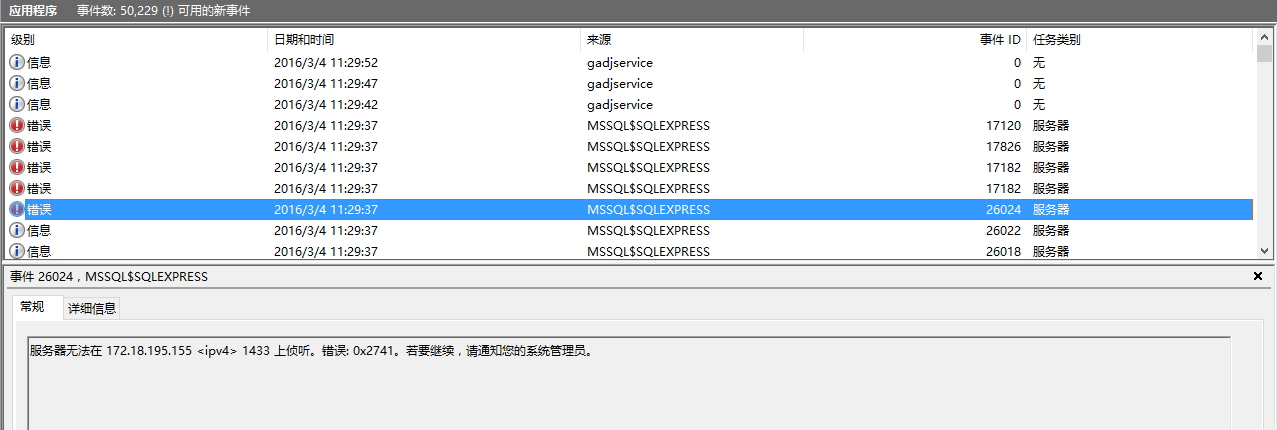 应用程序 事件数: 50,229 (!) 可用的新事件
级别 日期和时间 来源 事件 ID 任务类别
信息 2016/3/4 11:29:52 gadjservice 0 无
信息 2016/3/4 11:29:47 gadjservice 0 无
信息 2016/3/4 11:29:42 gadjservice 0 无
错误 2016/3/4 11:29:37 MSSQL$SQLEXPRESS 17120 服务器
错误 2016/3/4 11:29:37 MSSQL$SQLEXPRESS 17826 服务器
错误 2016/3/4 11:29:37 MSSQL$SQLEXPRESS 17182 服务器
错误 2016/3/4 11:29:37 MSSQL$SQLEXPRESS 17182 服务器
错误 2016/3/4 11:29:37 MSSQL$SQLEXPRESS 26024 服务器
信息 2016/3/4 11:29:37 MSSQL$SQLEXPRESS 26022 服务器
信息 2016/3/4 11:29:37 MSSQL$SQLEXPRESS 26018 服务器
事件 26024，MSSQL$SQLEXPRESS
常规 详细信息
服务器无法在 172.18.195.155 <ipv4> 1433 上侦听。错误: 0x2741。若要继续，请通知您的系统管理员。